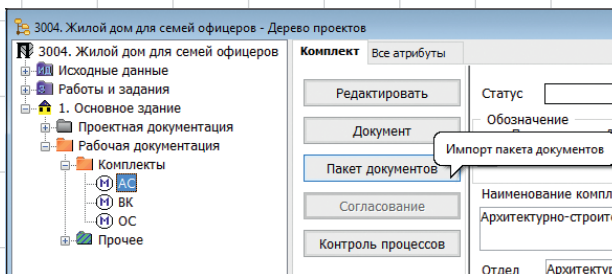 3004. Жилой дом для семей офицеров - Дерево проектов
3004. Жилой дом для семей офицеров
Исходные данные
Работы и задания
1. Основное здание
Проектная документация
Рабочая документация
Комплекты
АС
ВК
ОС
Прочее
Комплект
Все атрибуты
Редактировать
Документ
Пакет документов
Согласование
Контроль процессов
Статус
Обозначение
Импорт пакета документов
Наименование компл
Архитектурно-строит
Отдел
Архитектур